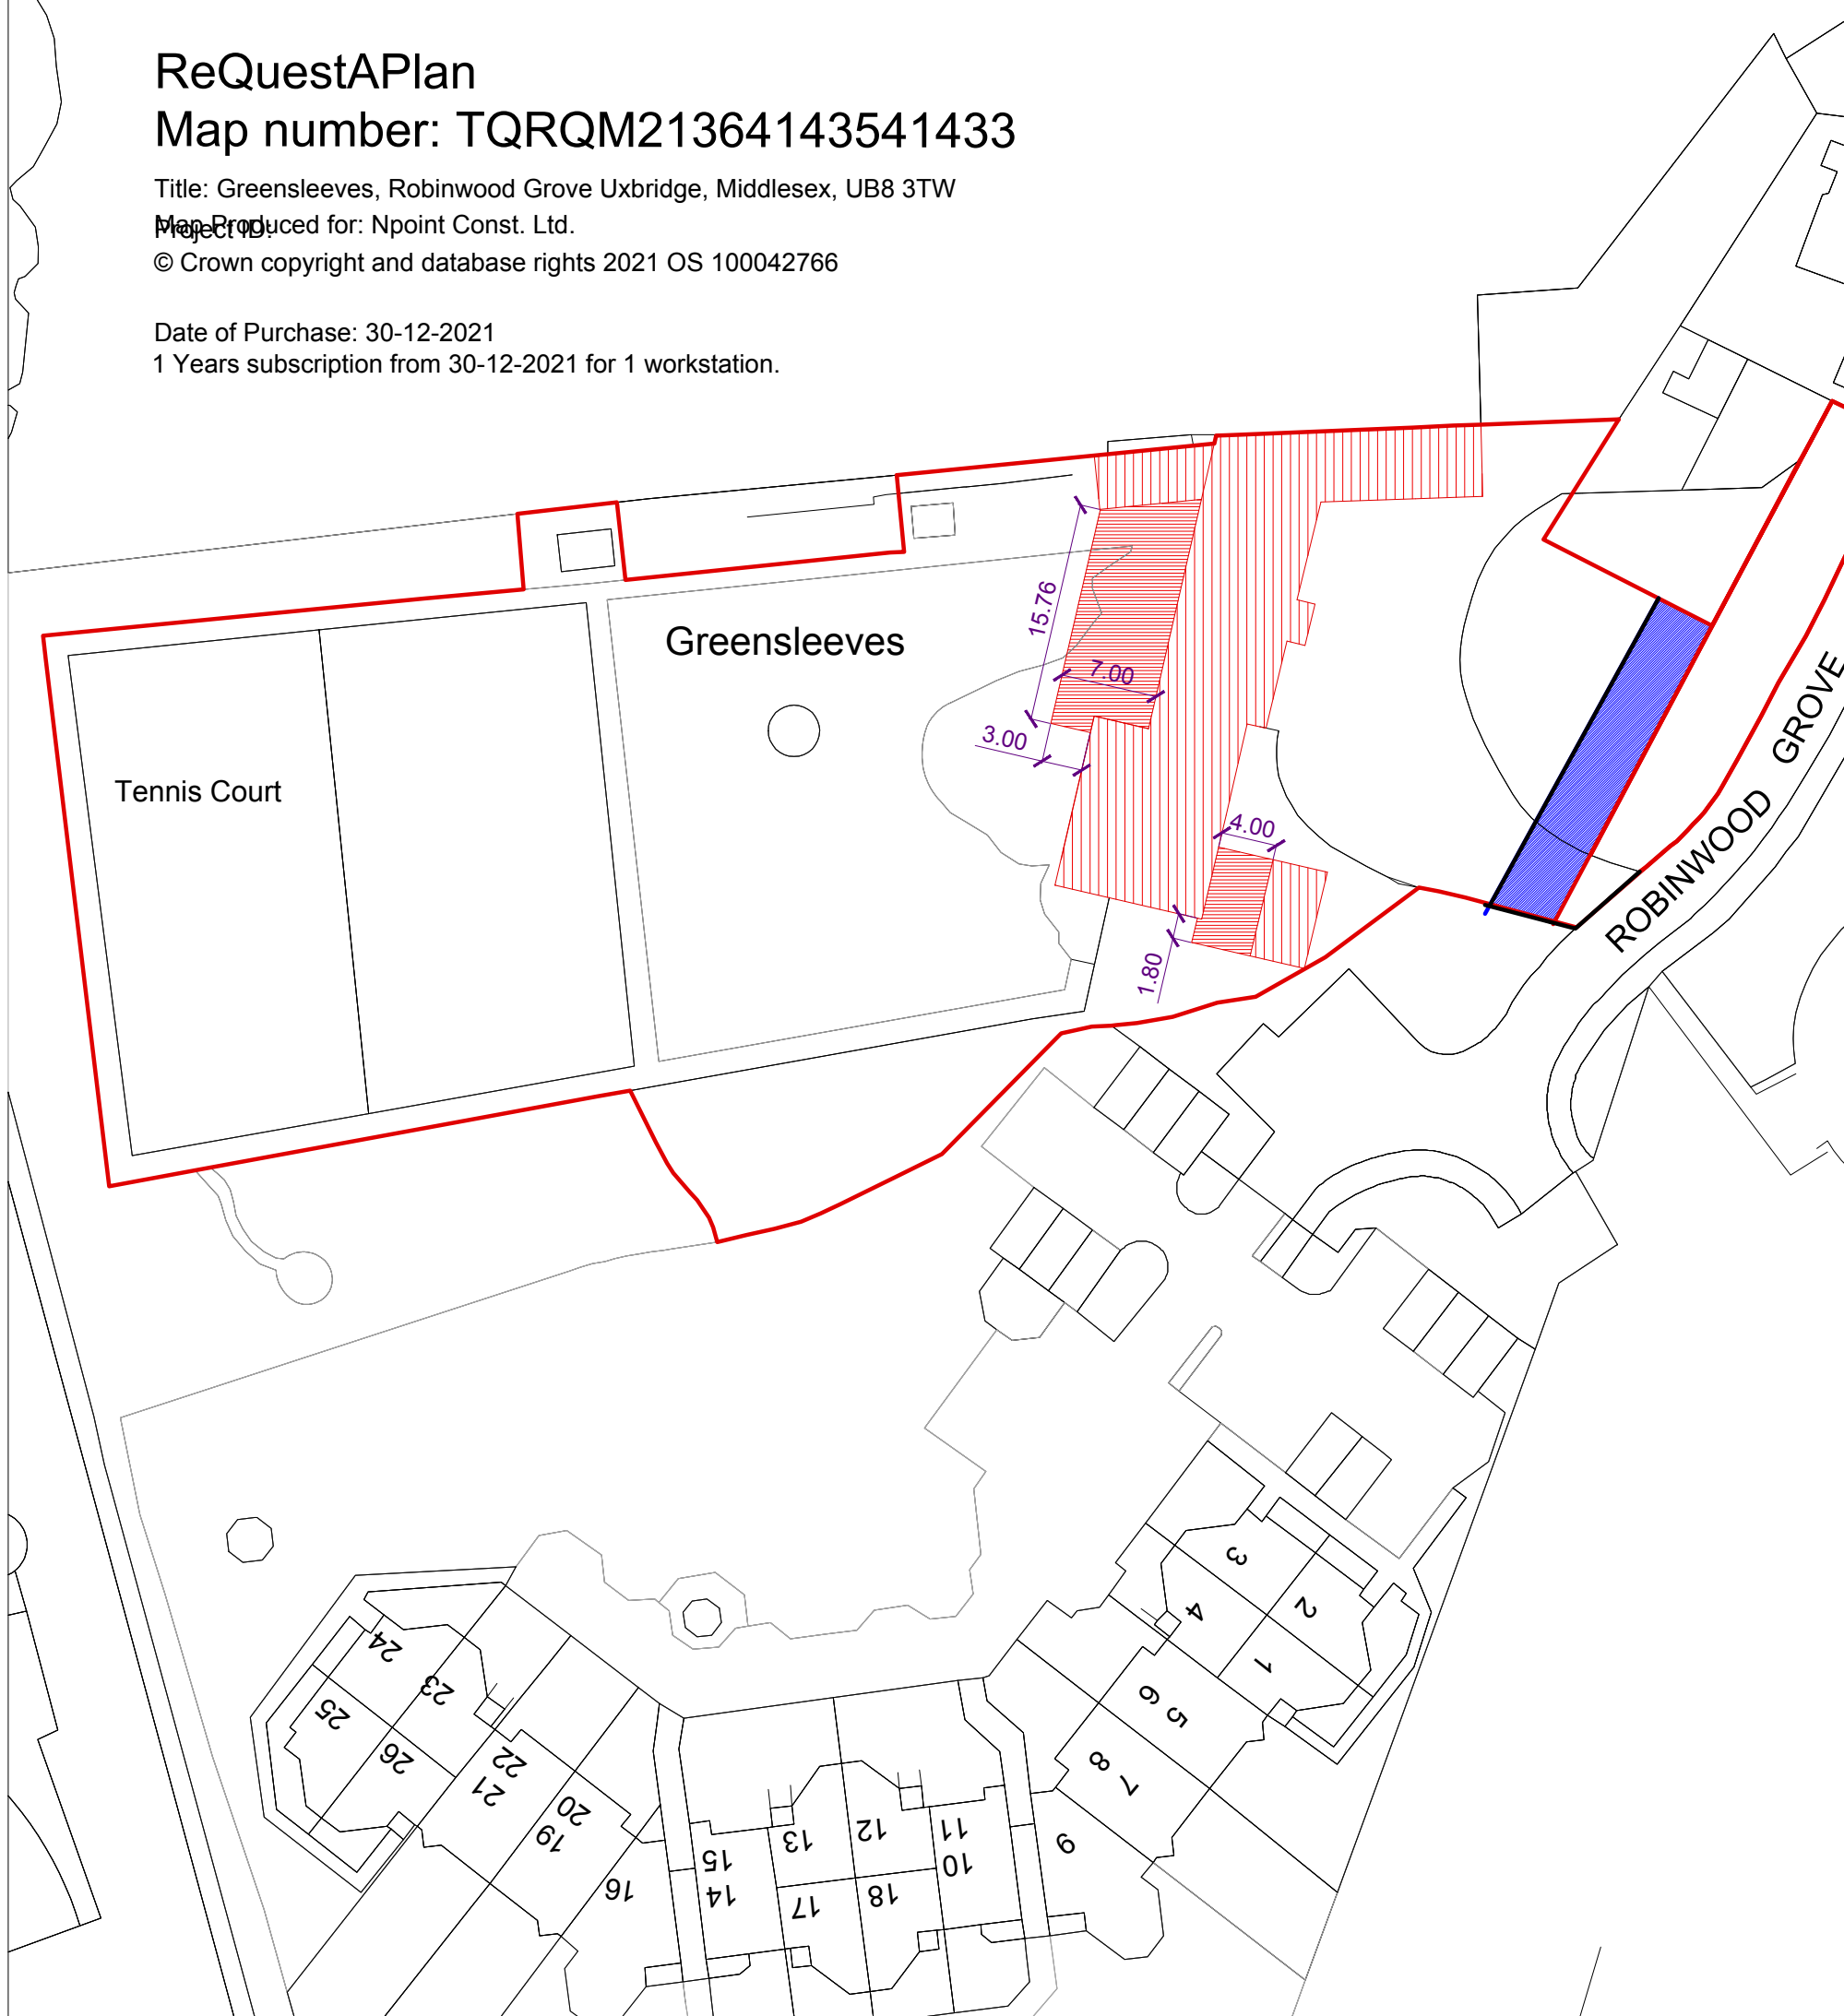 ReQuestAPlan
Map number: TQRQM21364143541433
Title: Greensleeves, Robinwood Grove Uxbridge, Middlesex, UB8 3TW
Map Produced for: Npoint Const. Ltd.
Project ID:
© Crown copyright and database rights 2021 OS 100042766
Date of Purchase: 30-12-2021
1 Years subscription from 30-12-2021 for 1 workstation.
Greensleeves
Tennis Court
15.76
7.00
3.00
4.00
1.80
ROBINWOOD GROVE
3
2
4
1
6
5
8
7
9
24
23
25
26
22
21
20
19
16
15
14
13
12
11
10
17
18